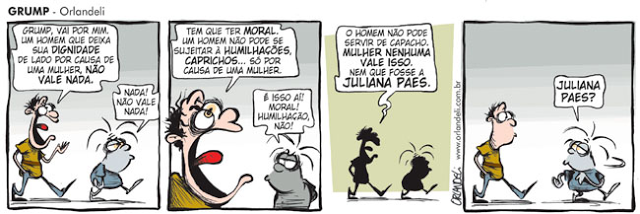 GRUMP - Orlandeli
GRUMP, VAI POR MIM.
UM HOMEM QUE DEIXA
SUA DIGNIDADE
DE LADO POR CAUSA DE
UMA MULHER, NÃO
VALE NADA.
NADA!
NÃO VALE
NADA!
TEM QUE TER MORAL.
UM HOMEM NÃO PODE
SE SUJEITAR À HUMILHAÇÕES,
CAPRICHOS... SÓ POR
CAUSA DE UMA MULHER.
É ISSO AÍ!
MORAL!
HUMILHAÇÃO,
NÃO!
O HOMEM NÃO PODE
SERVIR DE CAPACHO.
MULHER NENHUMA
VALE ISSO.
NEM QUE FOSSE A
JULIANA PAES.
ORLANDELI
www.orlandeli.com.br
JULIANA
PAES?